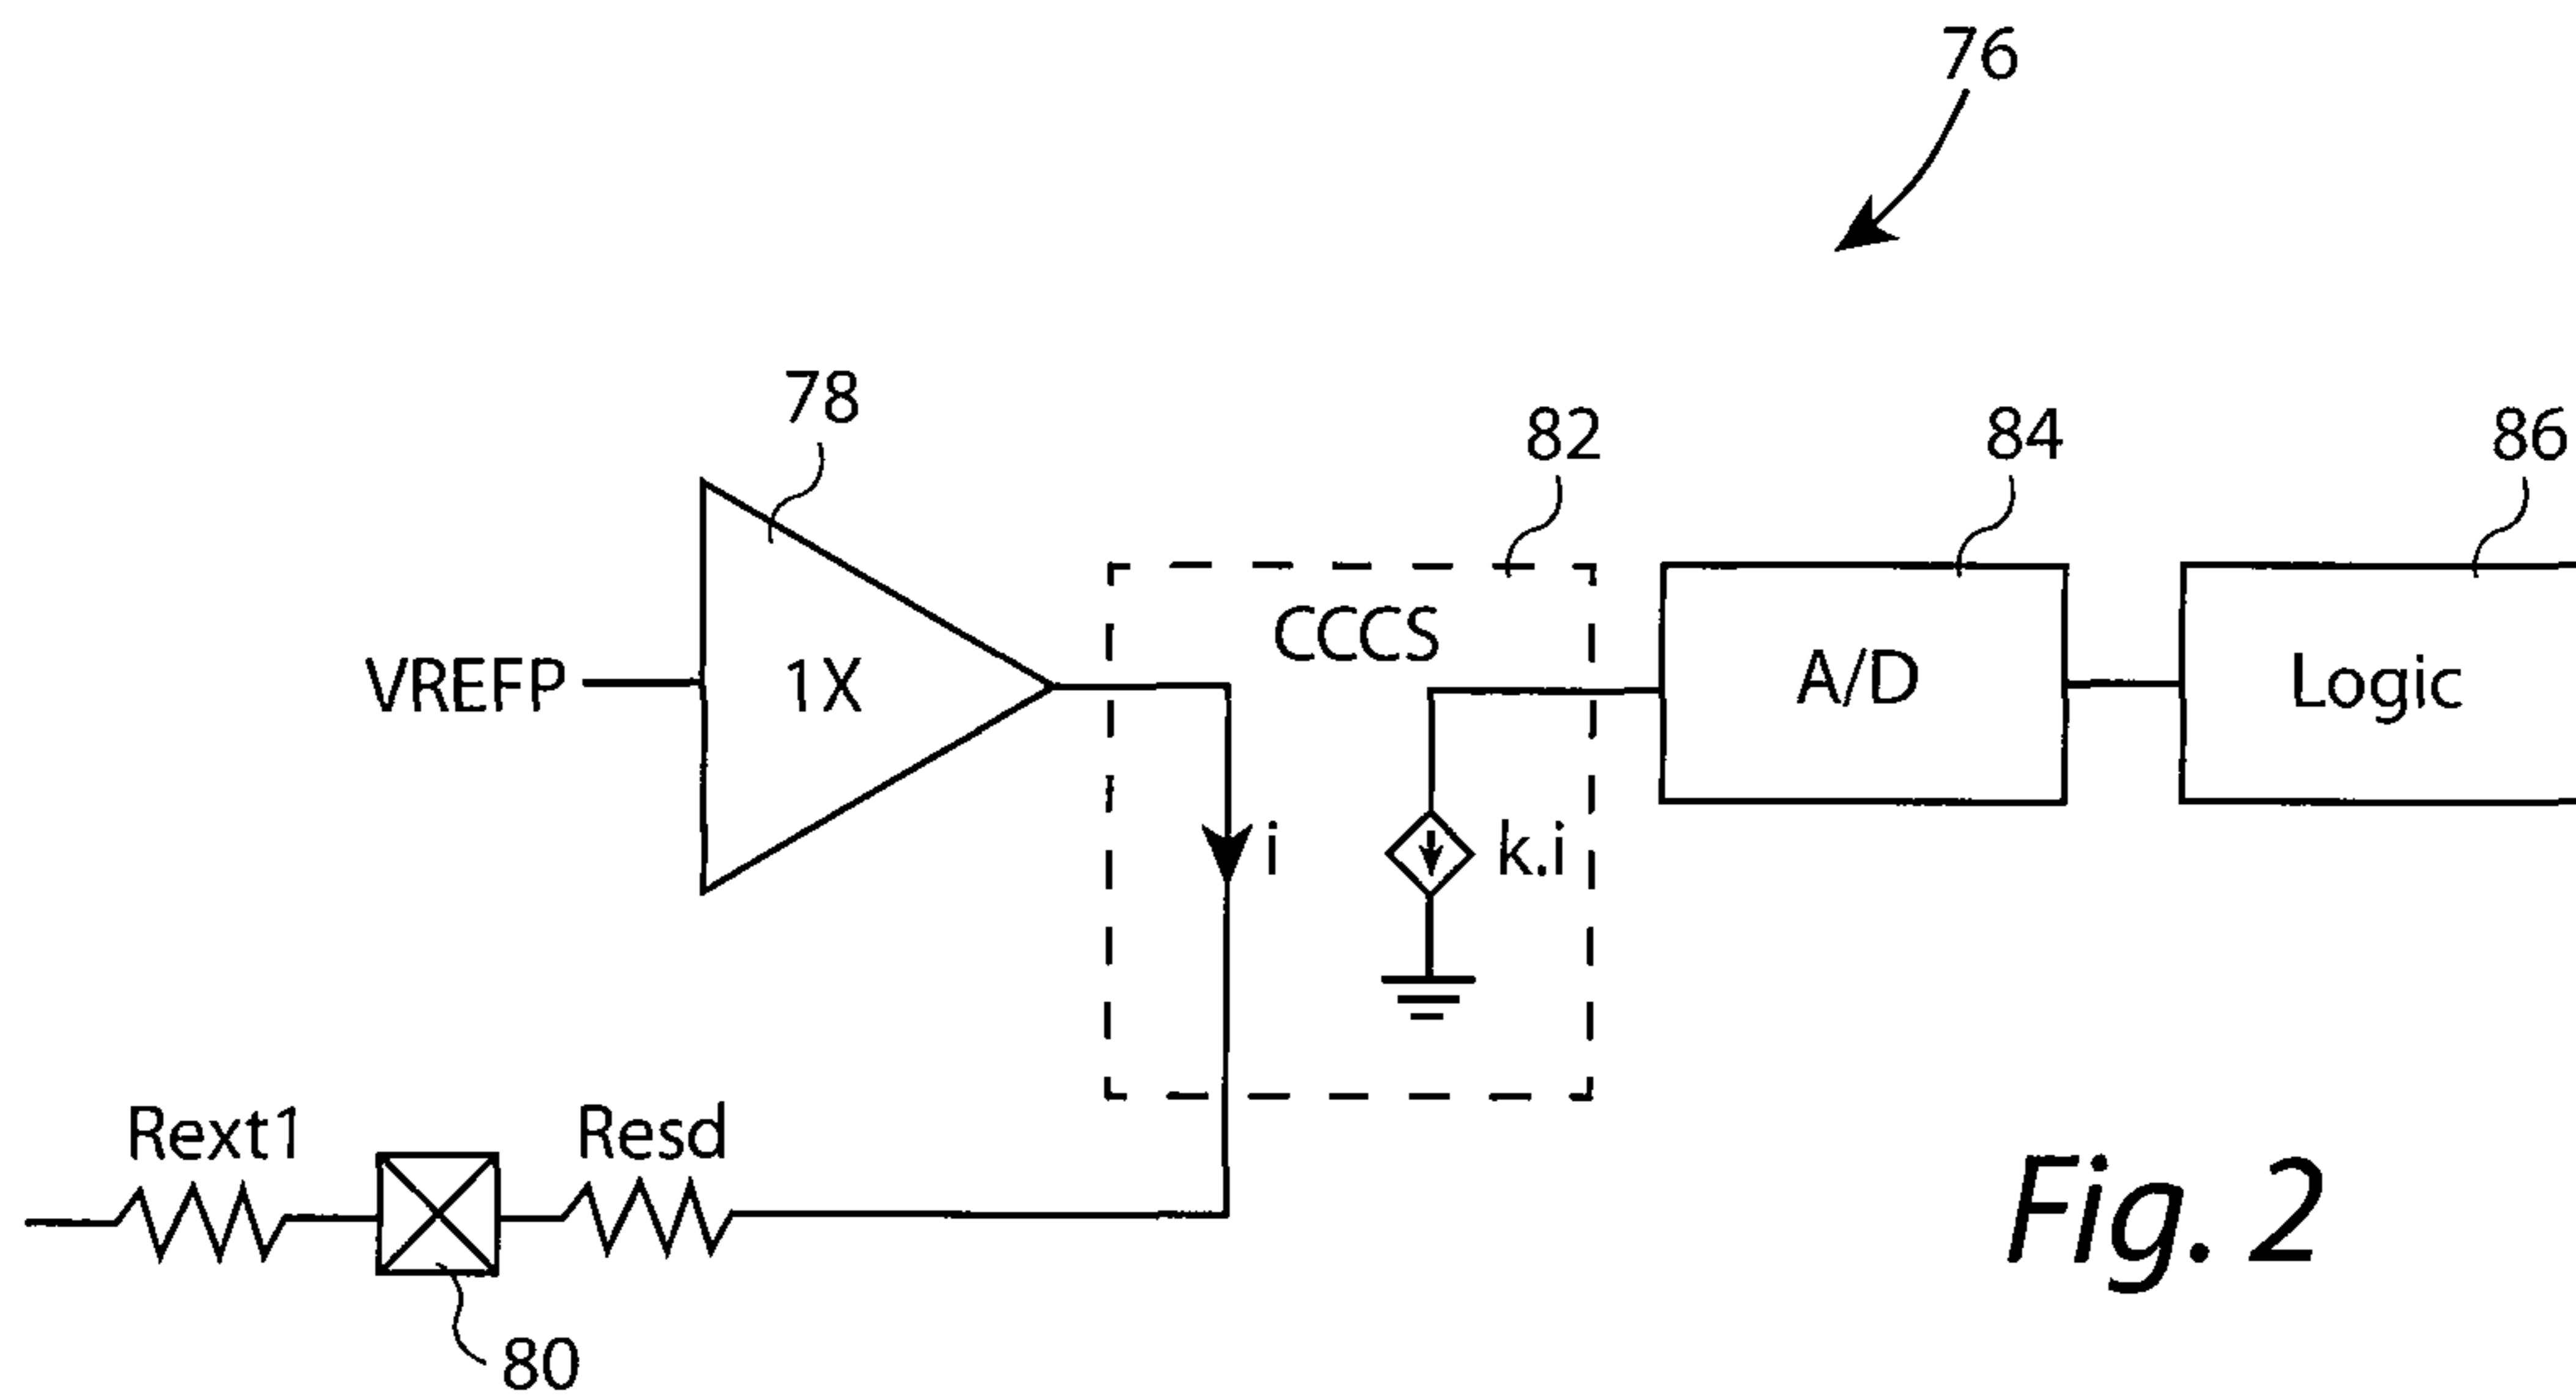 76
78
82
84
86
CCCS
VREFP
1X
A/D
Logic
i
k.i
Rext1
Resd
80
Fig. 2